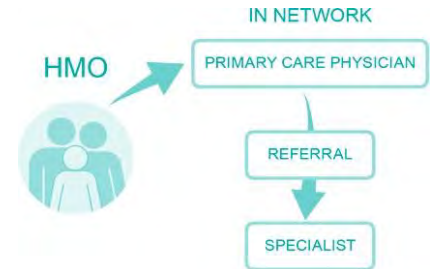 IN NETWORK
HMO
PRIMARY CARE PHYSICIAN
REFERRAL
SPECIALIST